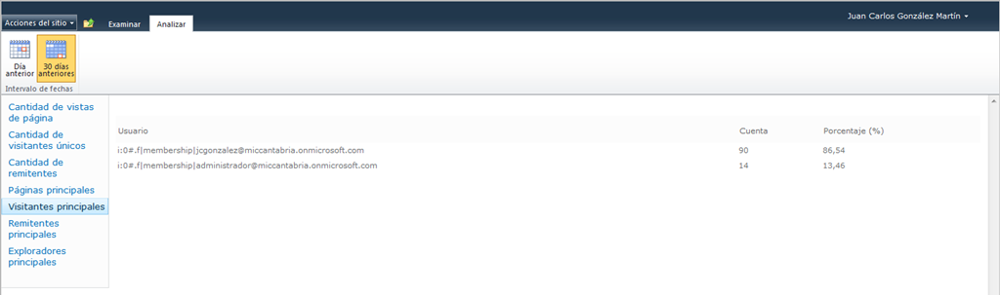 Acciones del sitio
Examinar
Analizar
Juan Carlos González Martín
Día
anterior
30 días
anteriores
Intervalo de fechas
Cantidad de vistas
de página
Cantidad de
visitantes únicos
Cantidad de
remitentes
Páginas principales
Visitantes principales
Remitentes
principales
Exploradores
principales
Usuario Cuenta Porcentaje (%)
i:0#.f|membership|jcgonzalez@miccantabria.onmicrosoft.com 90 86,54
i:0#.f|membership|administrador@miccantabria.onmicrosoft.com 14 13,46